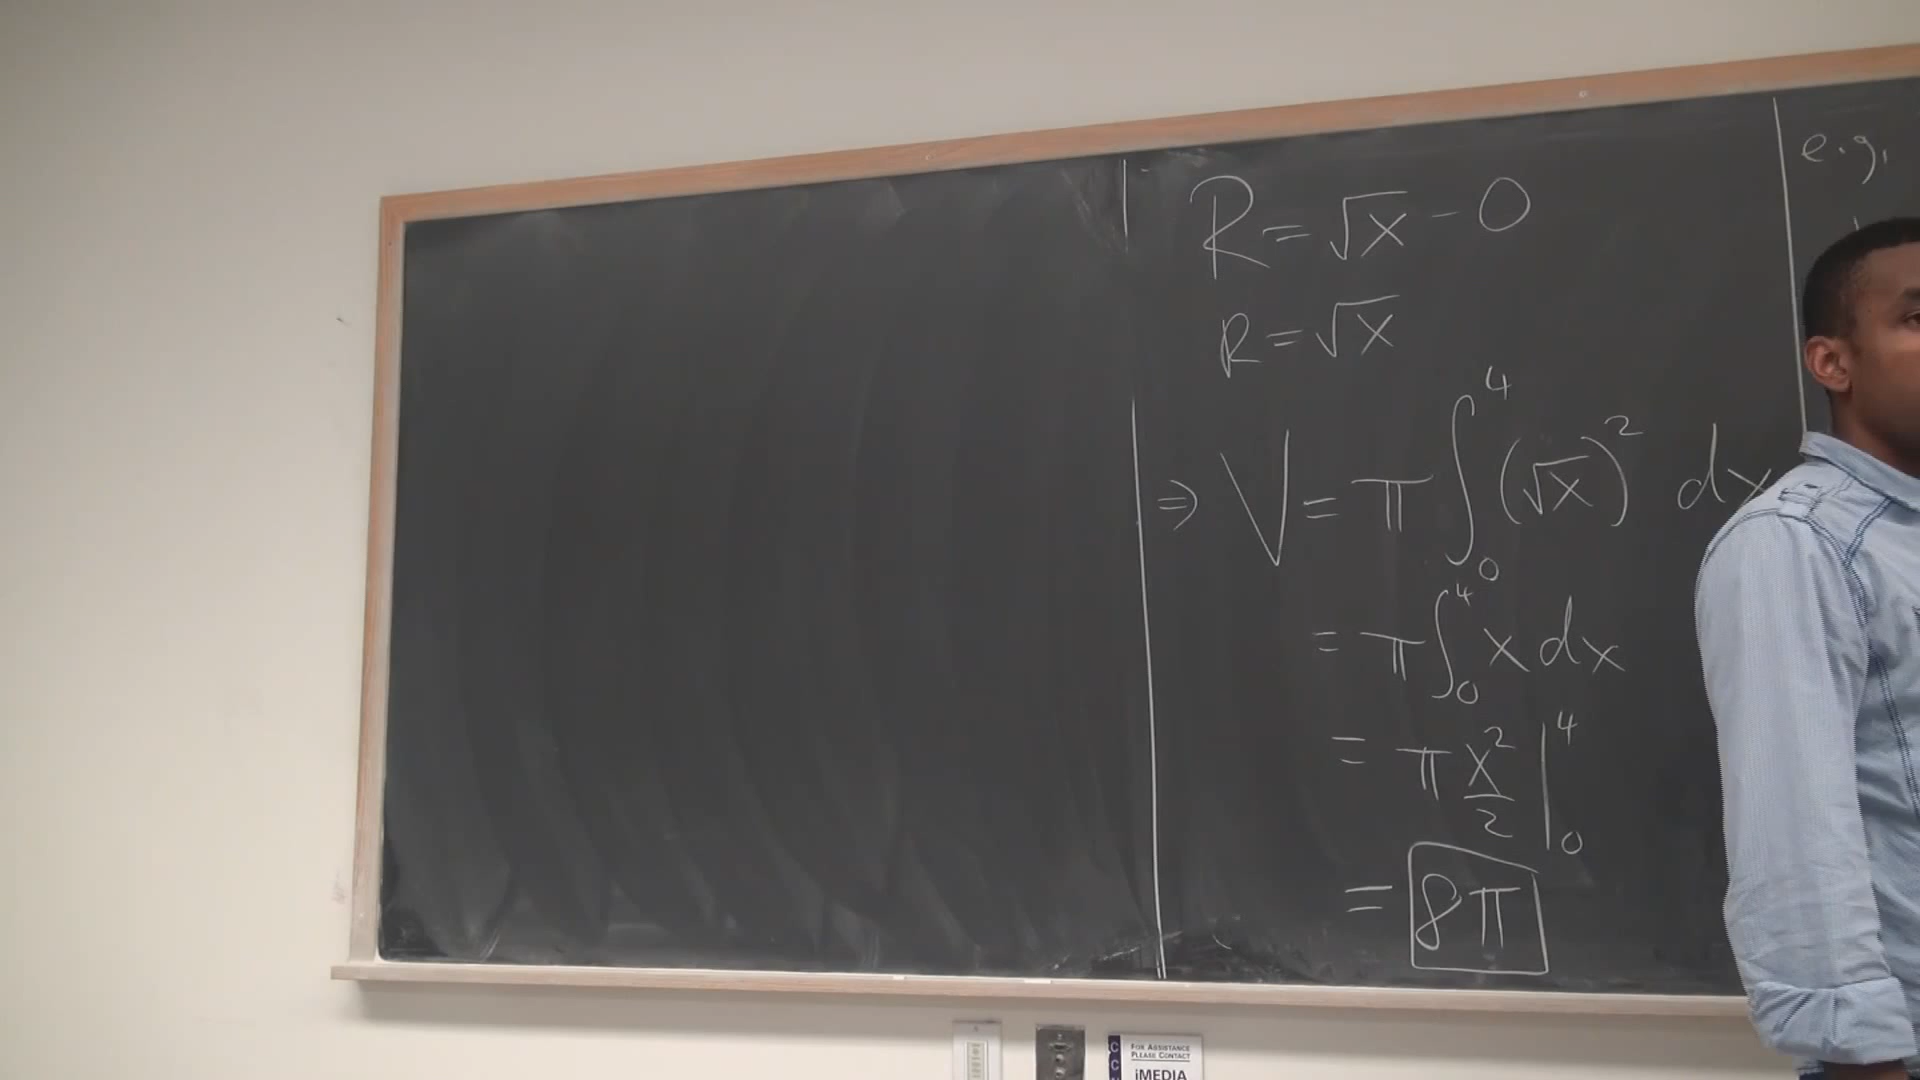 R = √x - 0
R = √x
⇒ V = π ∫₀⁴ (√x)² dx
= π ∫₀⁴ x dx
= π x²/2 |₀⁴
= 8π
e.g.
FOR ASSISTANCE
PLEASE CONTACT
iMEDIA